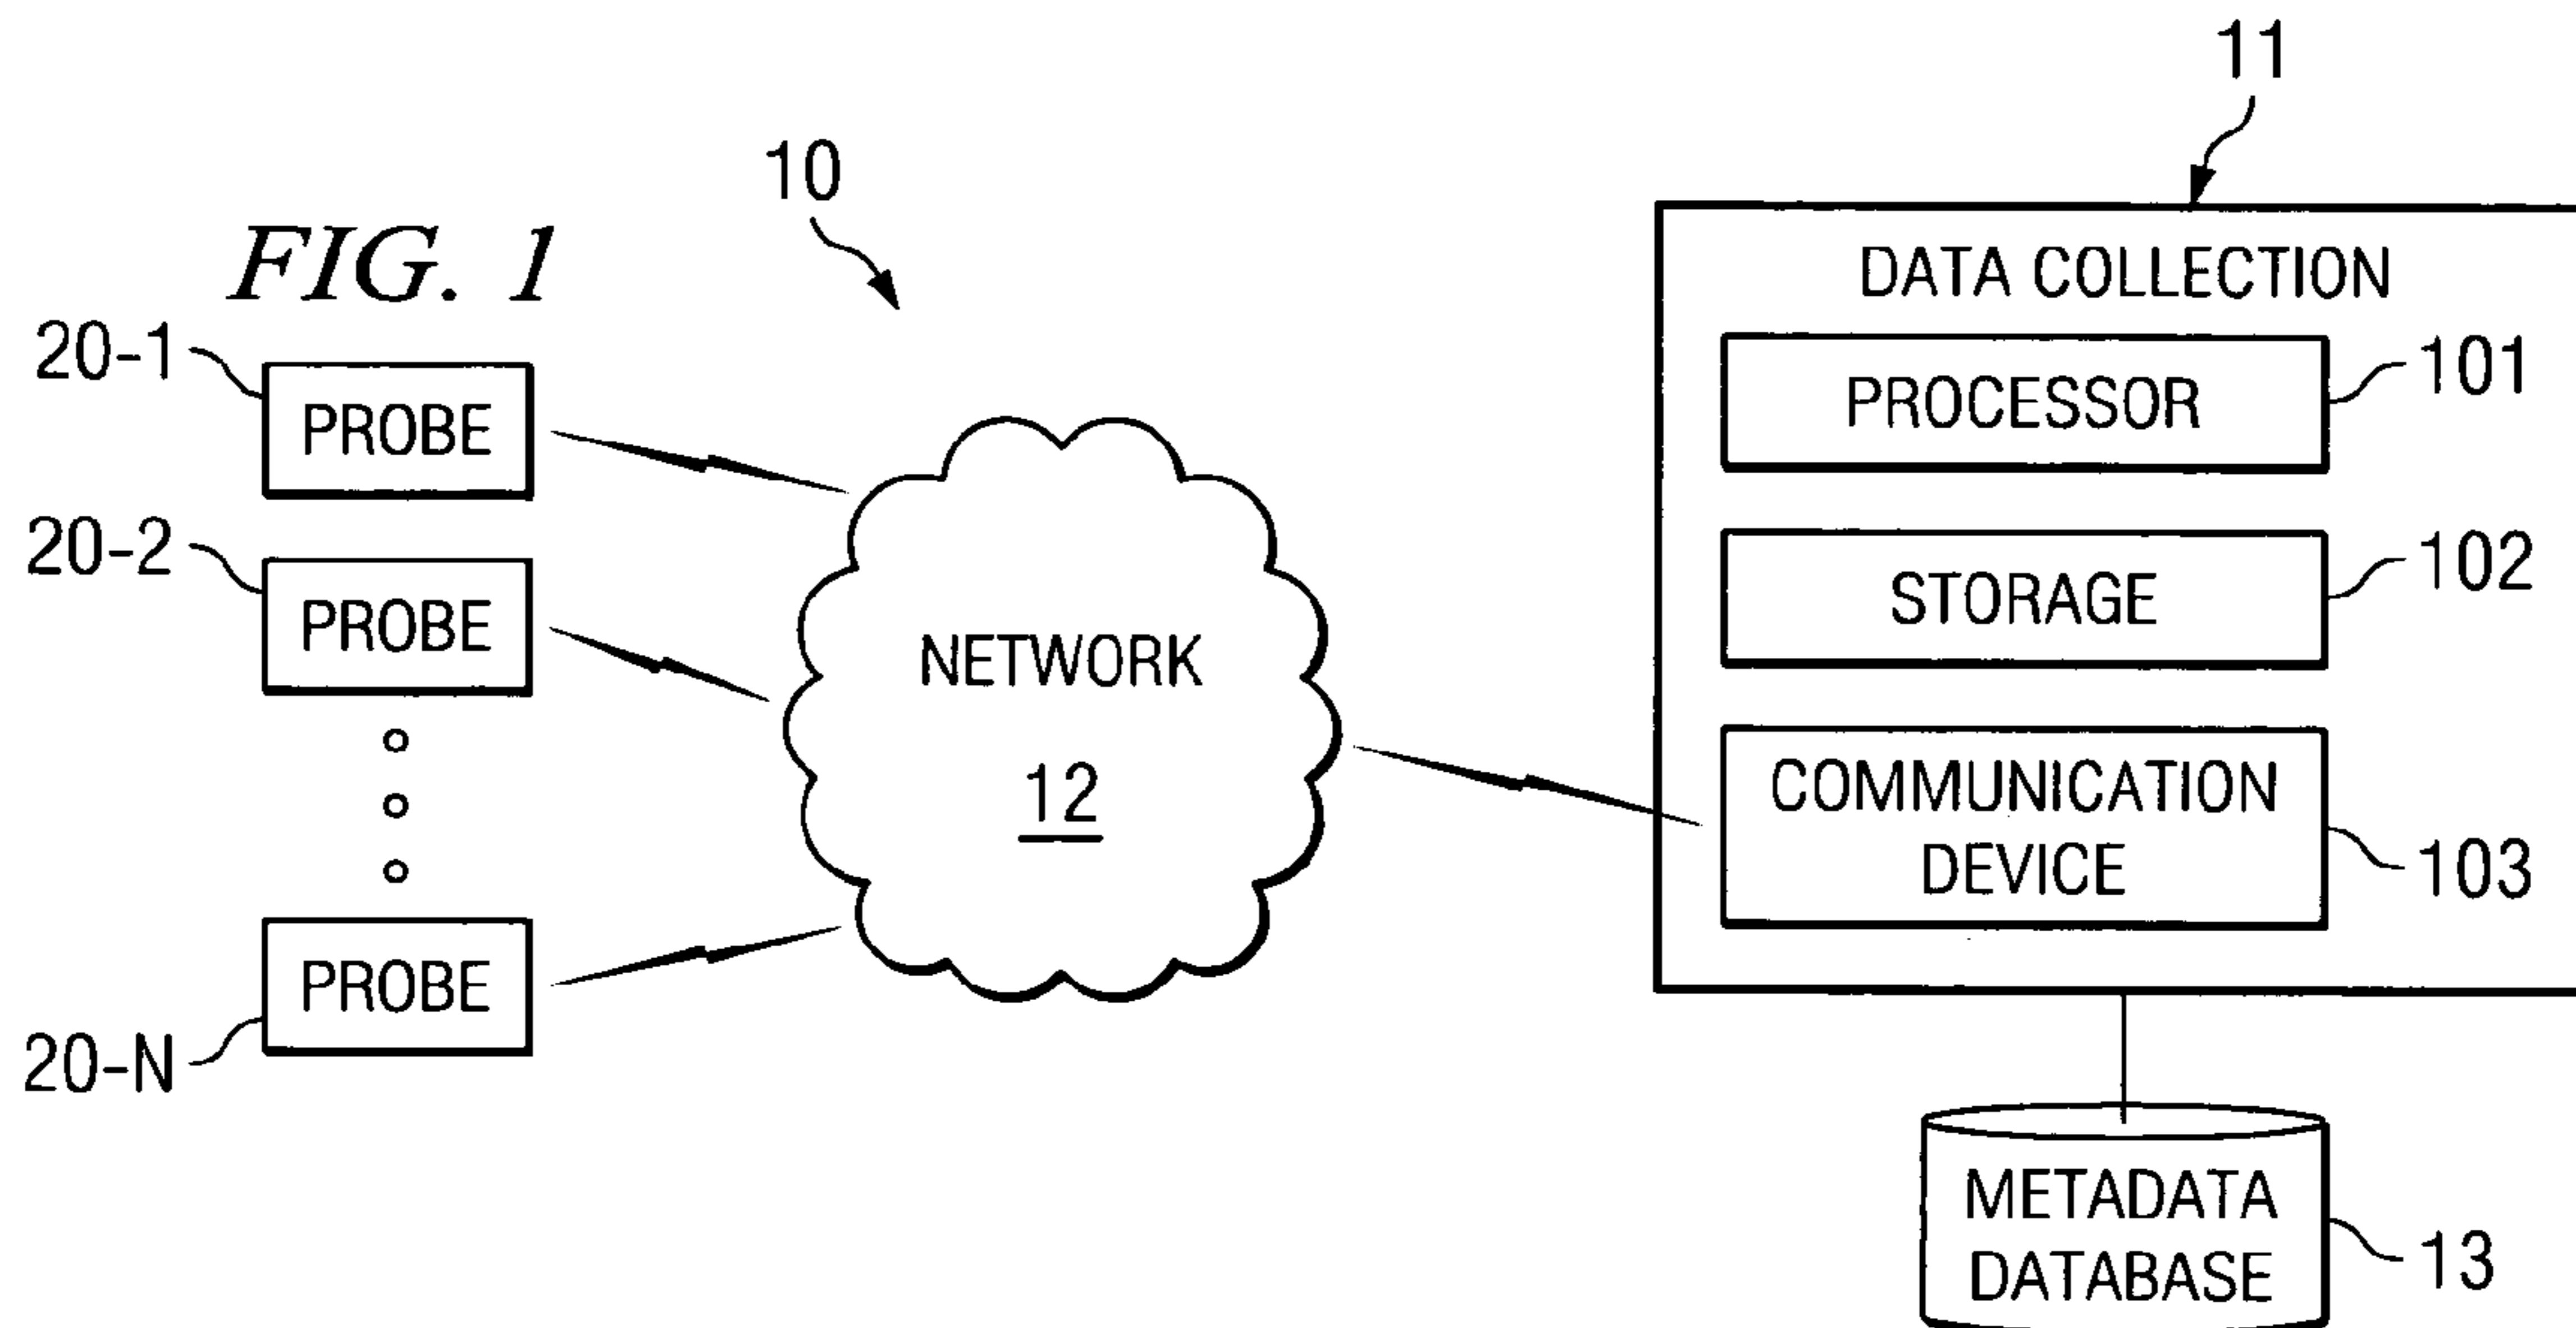 FIG. 1
10
11
20-1
PROBE
20-2
PROBE
PROBE
20-N
NETWORK
12
DATA COLLECTION
PROCESSOR
101
STORAGE
102
COMMUNICATION
DEVICE
103
METADATA
DATABASE
13